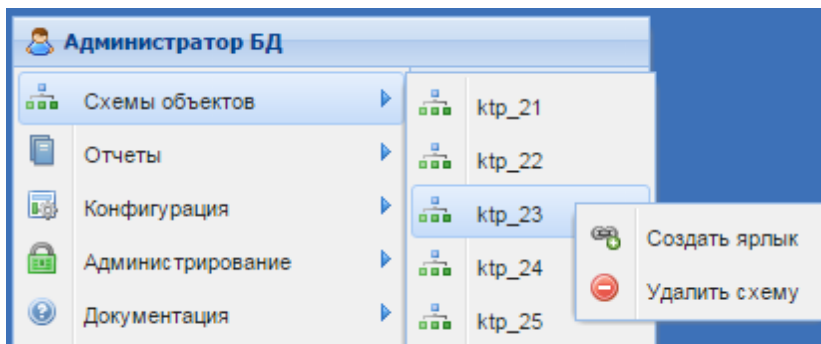 Администратор БД
Схемы объектов
Отчеты
Конфигурация
Администрирование
Документация
ktp_21
ktp_22
ktp_23
ktp_24
ktp_25
Создать ярлык
Удалить схему